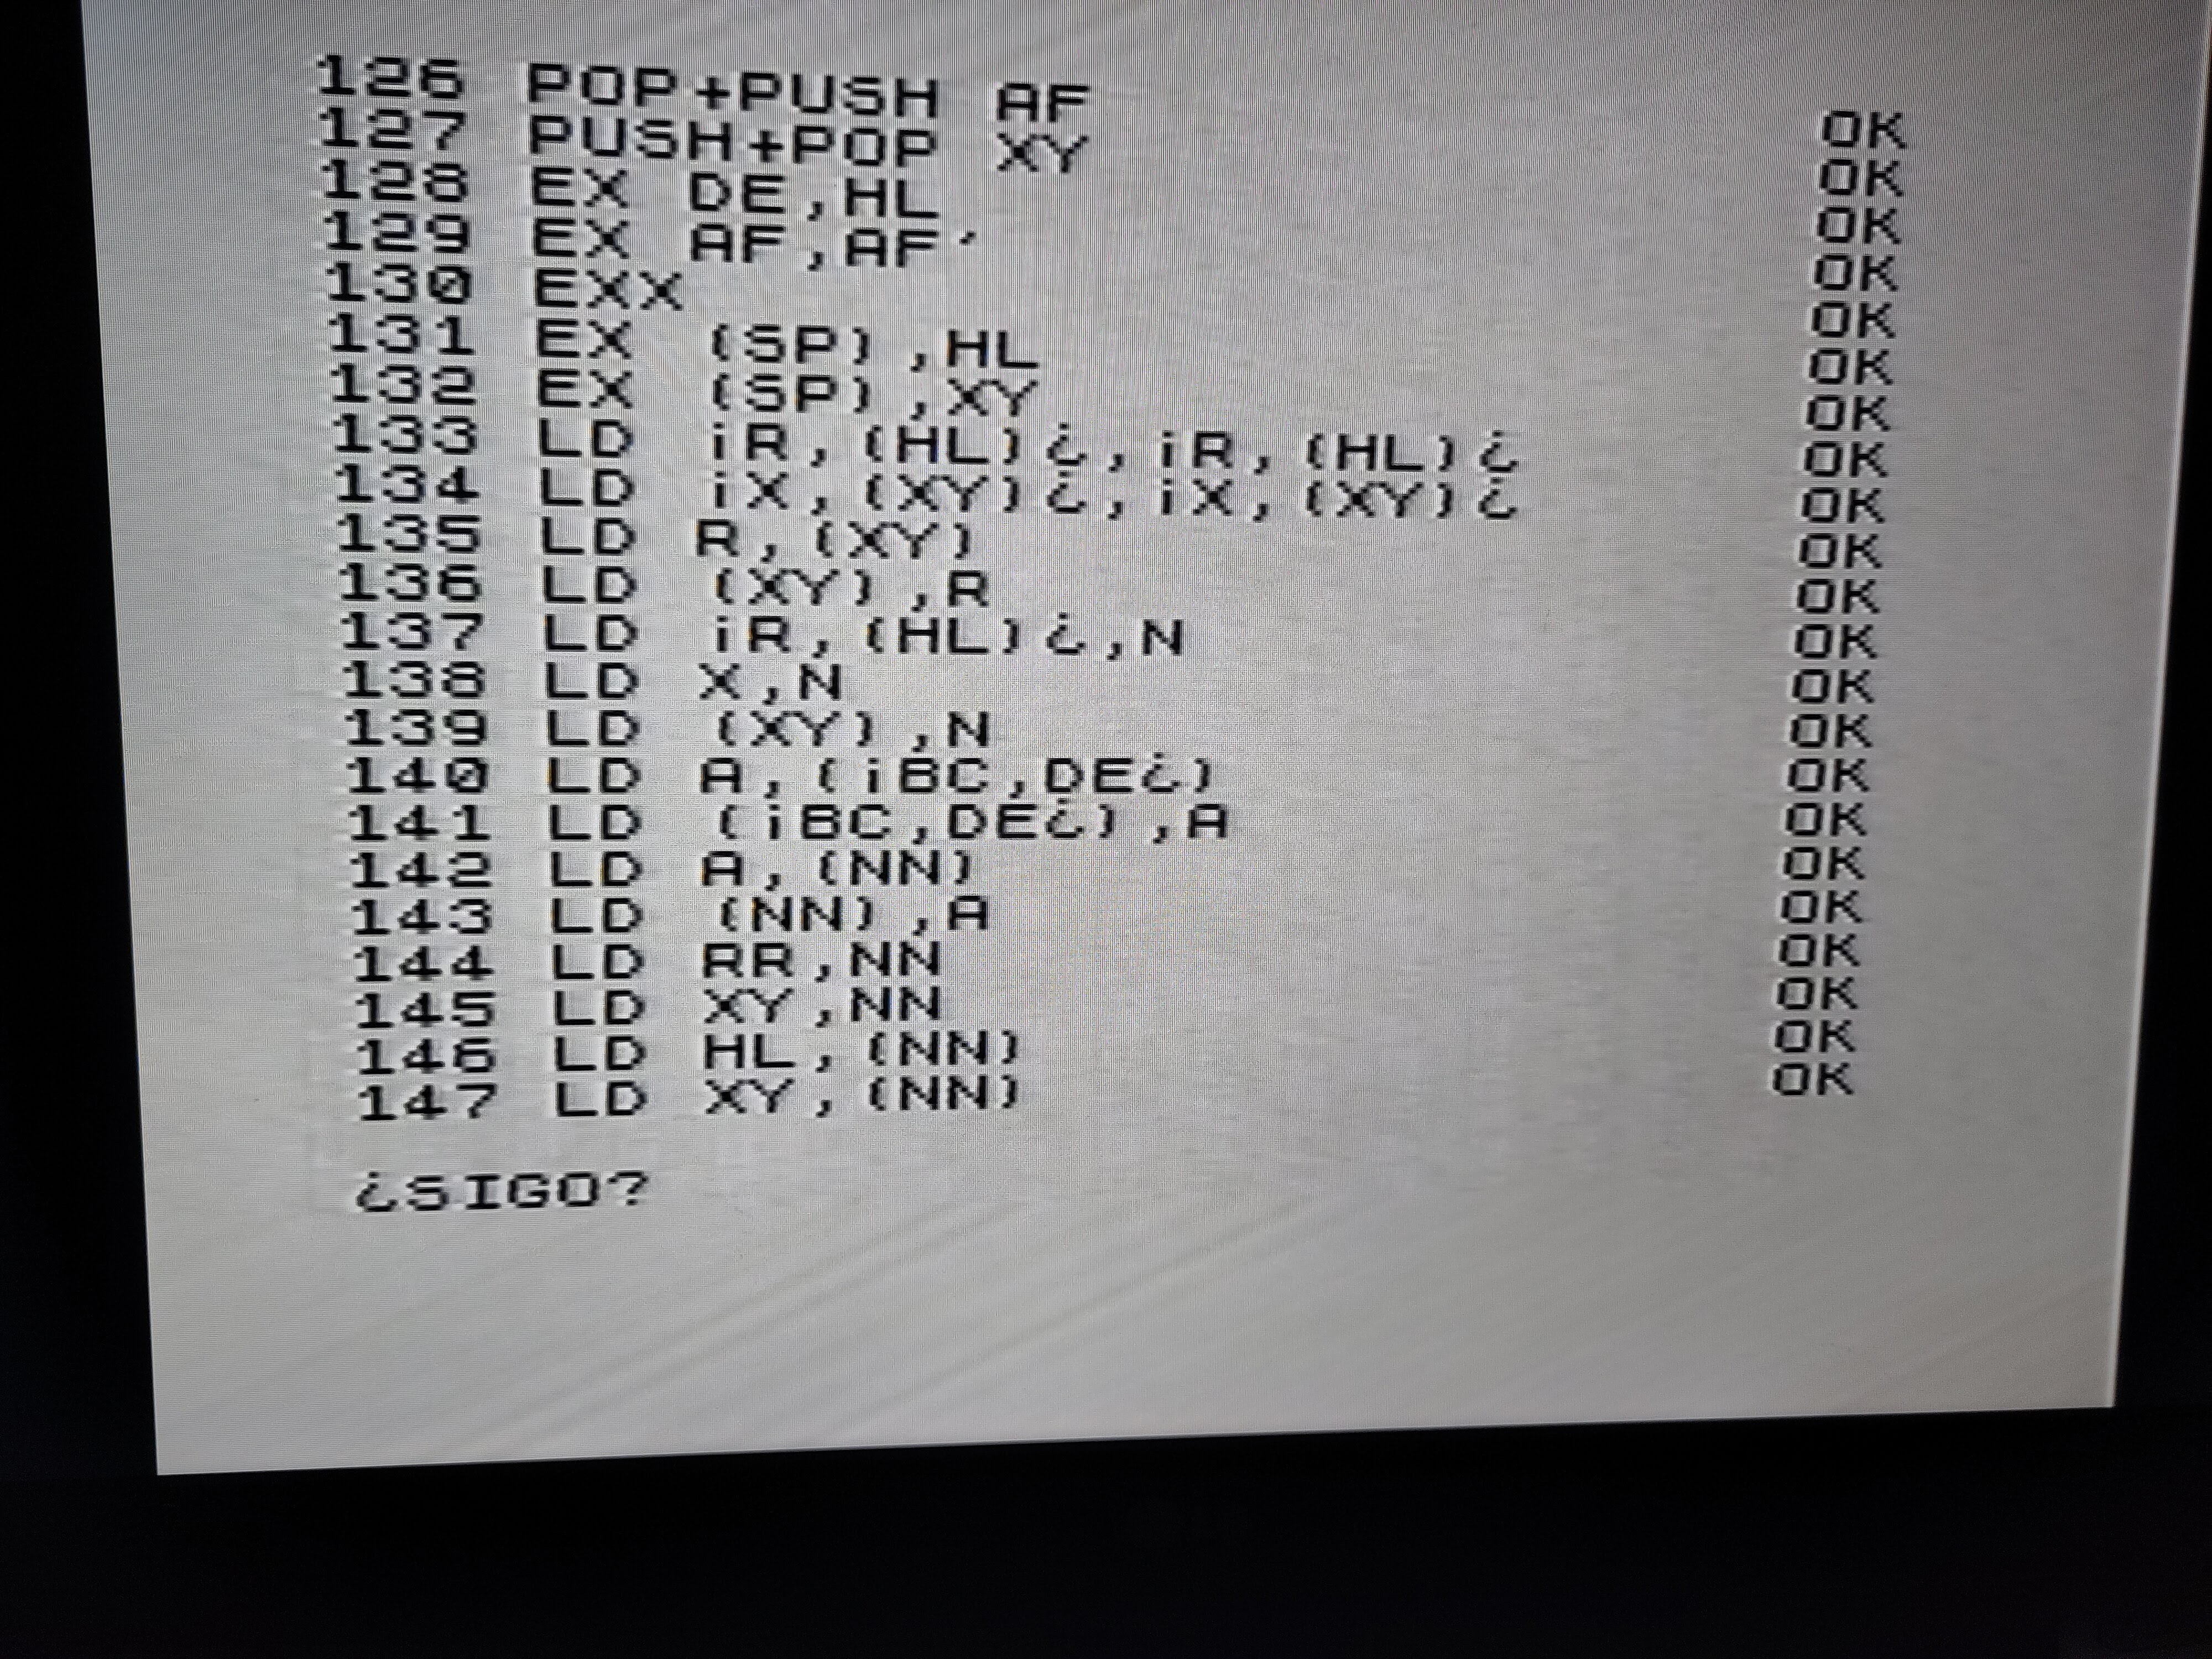 126 POP+PUSH AF OK
127 PUSH+POP XY OK
128 EX DE,HL OK
129 EX AF,AF' OK
130 EXX OK
131 EX (SP),HL OK
132 EX (SP),XY OK
133 LD ¡R,(HL)¿,¡R,(HL)¿ OK
134 LD ¡X,(XY)¿,¡X,(XY)¿ OK
135 LD R,(XY) OK
136 LD (XY),R OK
137 LD ¡R,(HL)¿,N OK
138 LD X,N OK
139 LD (XY),N OK
140 LD A,(¡BC,DE¿) OK
141 LD (¡BC,DE¿),A OK
142 LD A,(NN) OK
143 LD (NN),A OK
144 LD RR,NN OK
145 LD XY,NN OK
146 LD HL,(NN) OK
147 LD XY,(NN) OK
¿SIGO?